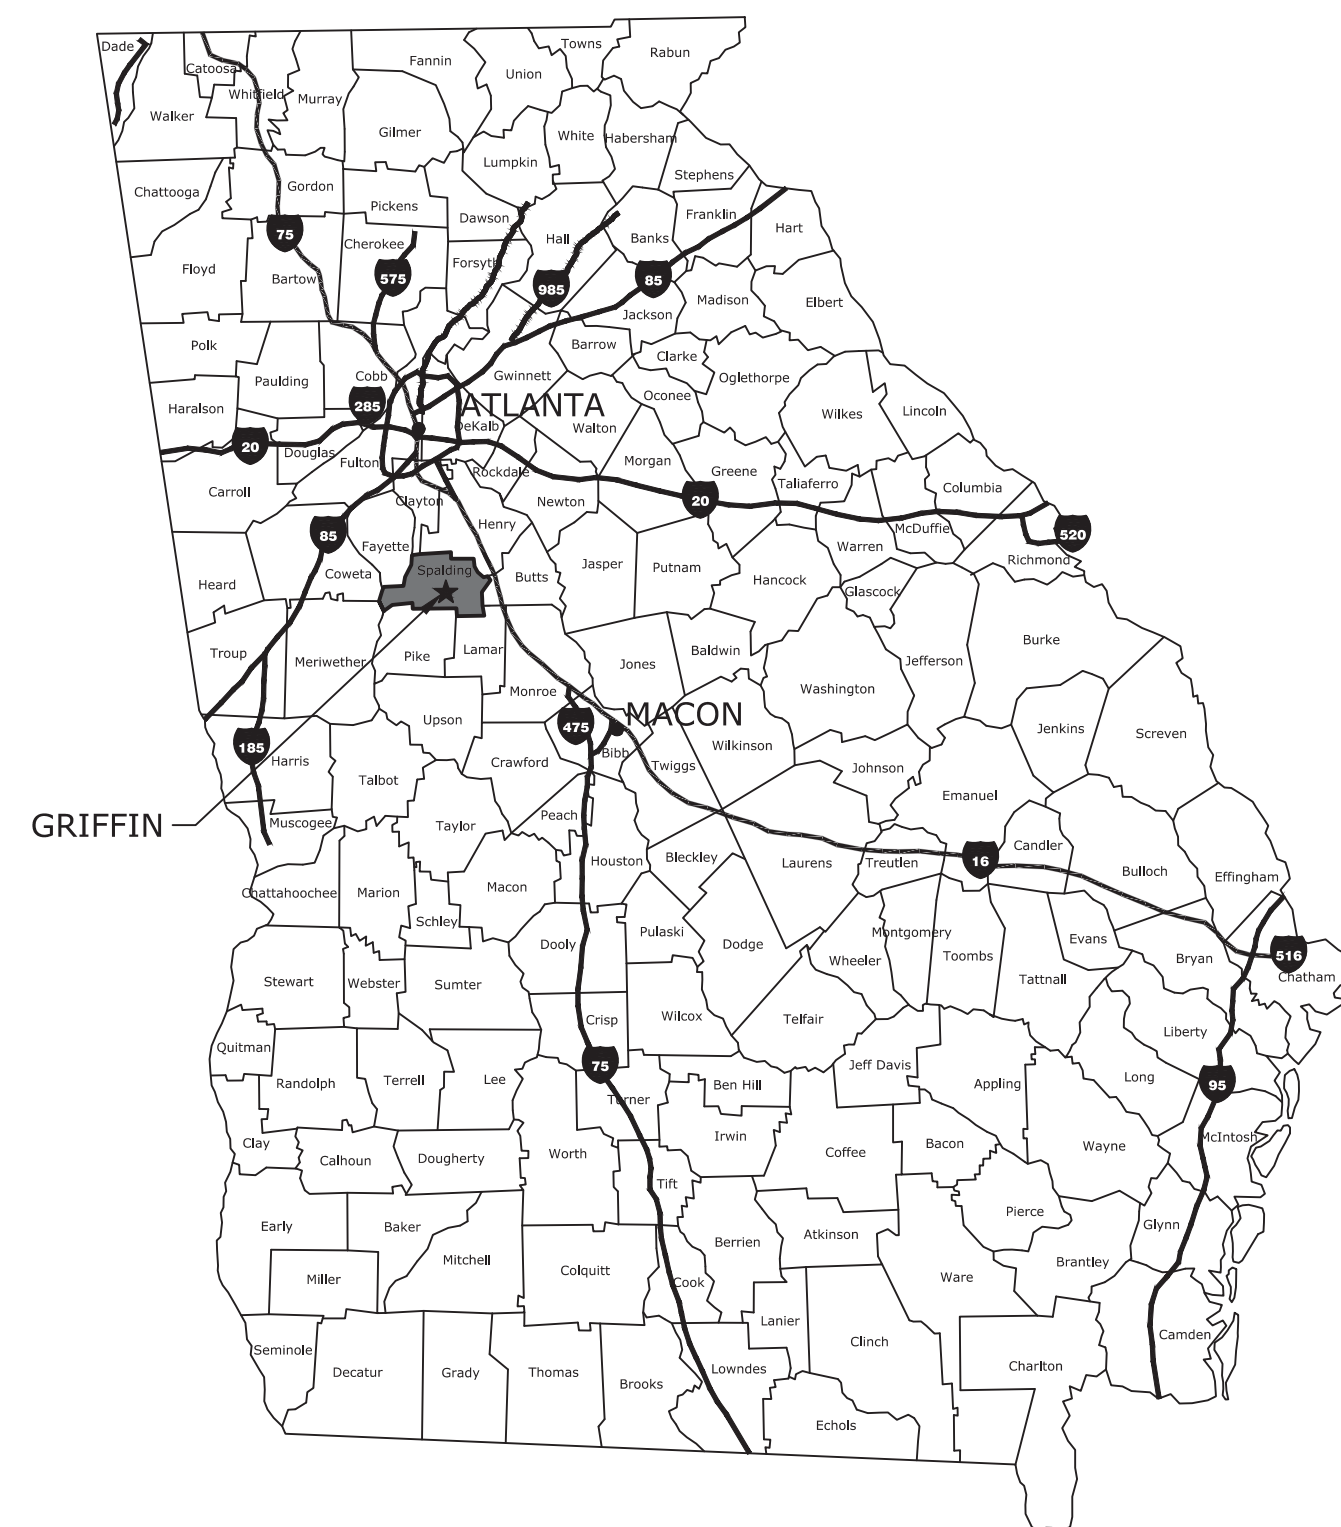 Dade
Catoosa
Fannin
Towns
Rabun
Union
Walker
Whitfield
Murray
Gilmer
White
Habersham
Lumpkin
Stephens
Chattooga
Gordon
Pickens
Dawson
Franklin
75
Cherokee
Hall
Banks
Hart
Floyd
Bartow
575
Forsyth
985
85
Madison
Elbert
Jackson
Polk
Barrow
Clarke
Paulding
Cobb
Gwinnett
Oglethorpe
Haralson
285
ATLANTA
Oconee
Wilkes
Lincoln
20
Douglas
DeKalb
Walton
Fulton
Rockdale
Morgan
Greene
Taliaferro
Columbia
Carroll
Clayton
Newton
20
85
Henry
McDuffie
520
Fayette
Warren
Richmond
Heard
Coweta
Spalding
Butts
Jasper
Putnam
Hancock
Glascock
Troup
Meriwether
Pike
Lamar
Jones
Baldwin
Jefferson
Burke
Monroe
Washington
Upson
475
MACON
Jenkins
Screven
185
Harris
Crawford
Bibb
Twiggs
Wilkinson
Johnson
Talbot
Emanuel
GRIFFIN
Muscogee
Taylor
Peach
Candler
Houston
Bleckley
Laurens
Treutlen
16
Bulloch
Effingham
Chattahoochee
Marion
Macon
Schley
Dooly
Pulaski
Dodge
Montgomery
Evans
Stewart
Webster
Sumter
Wheeler
Toombs
Tattnall
Bryan
516
Chatham
Crisp
Wilcox
Telfair
Liberty
Quitman
Randolph
Terrell
Lee
75
Turner
Ben Hill
Jeff Davis
Appling
Long
95
Clay
Calhoun
Dougherty
Worth
Irwin
Coffee
Bacon
Wayne
McIntosh
Tift
Early
Baker
Berrien
Atkinson
Pierce
Glynn
Miller
Mitchell
Colquitt
Cook
Ware
Brantley
Seminole
Decatur
Grady
Thomas
Brooks
Lowndes
Lanier
Clinch
Charlton
Camden
Echols